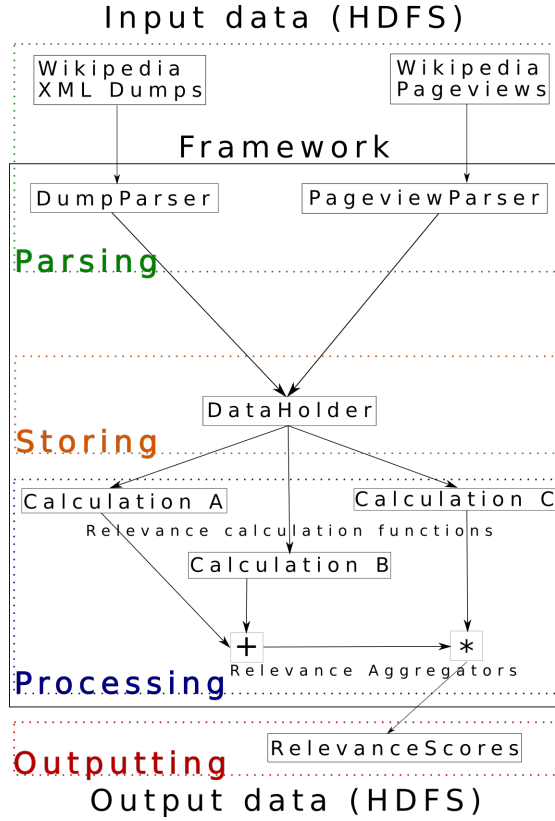 Input data (HDFS)
Wikipedia
XML Dumps
Wikipedia
Pageviews
Framework
DumpParser
PageviewParser
Parsing
DataHolder
Storing
Calculation A
Calculation C
Relevance calculation functions
Calculation B
+
*
Relevance Aggregators
Processing
RelevanceScores
Outputting
Output data (HDFS)